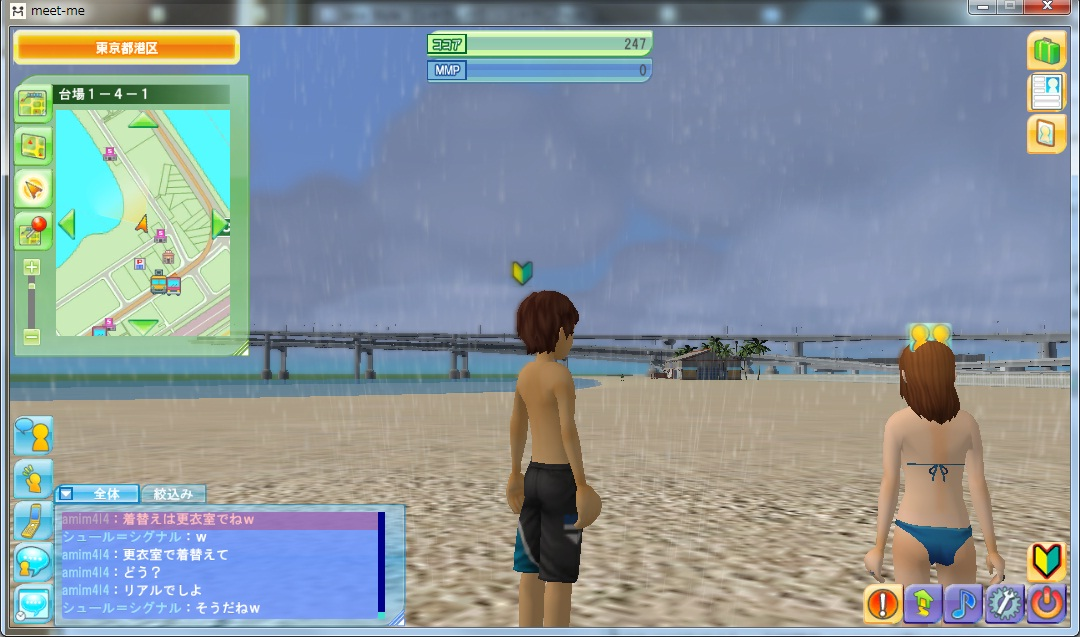 meet-me
東京都港区
ココア 247
MMP 0
台場1-4-1
全体 絞込み
amim414：着替えは更衣室でねw
シュール＝シグナル：w
amim414：更衣室で着替えて
amim414：どう？
amim414：リアルでしょ
シュール＝シグナル：そうだねw